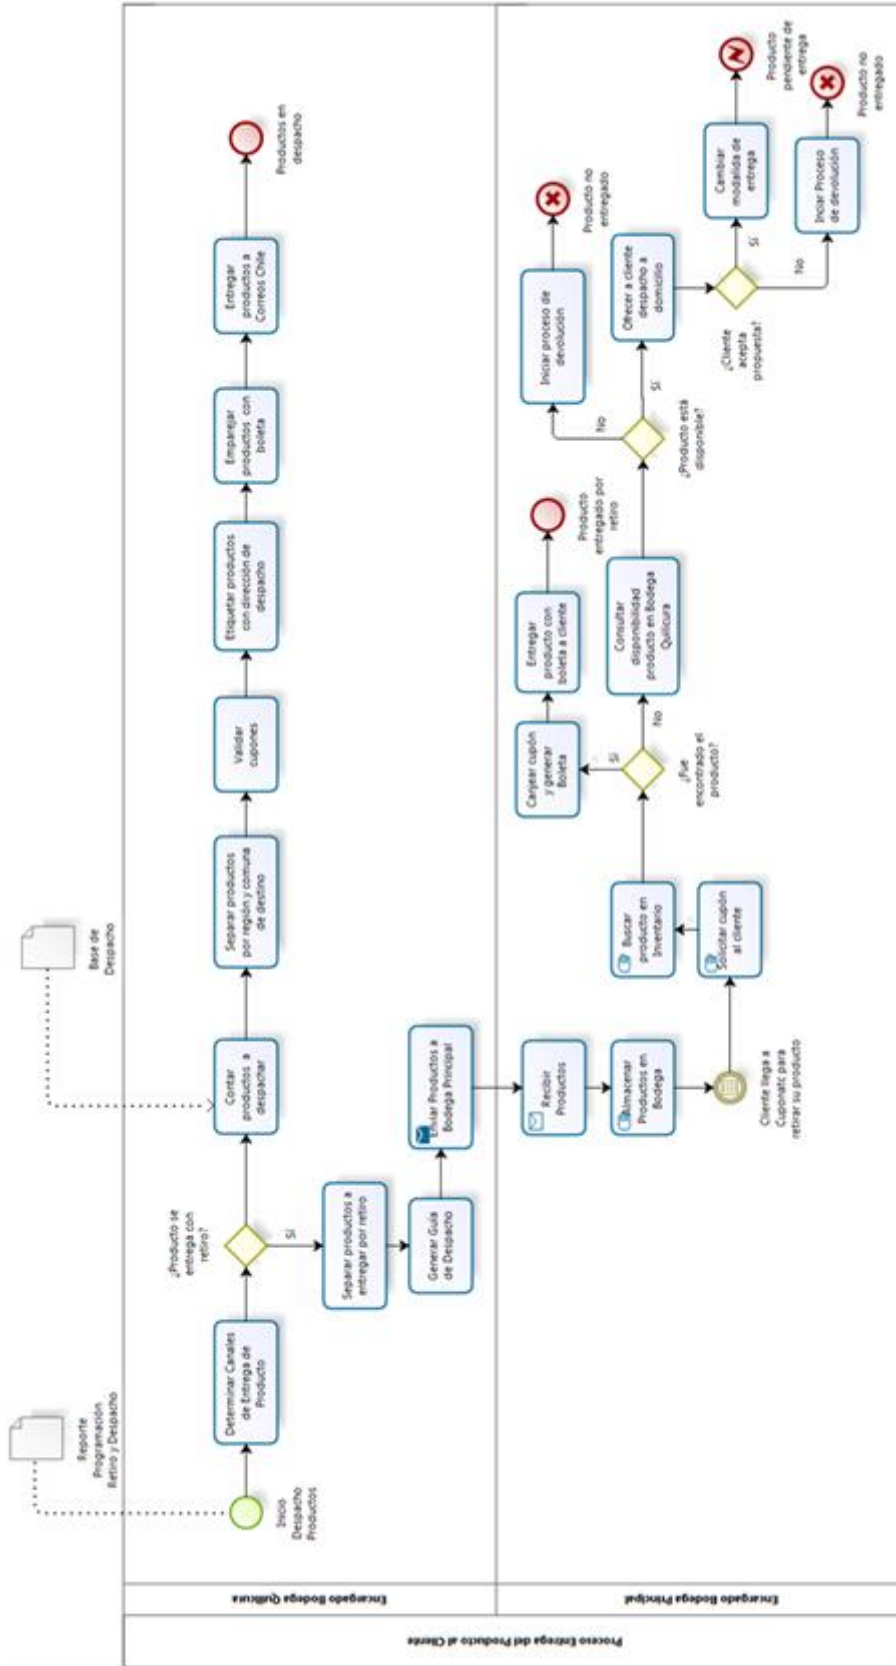 Proceso Entrega del Producto al Cliente
Encargado Bodega Quilicura
Encargado Bodega Principal
Reporte
Programación
Retiro y Despacho
Base de
Despacho
Inicio
Despacho
Productos
Determinar Canales
de Entrega de
Producto
¿Producto se
entrega con
retiro?
Sí
Contar
productos a
despachar
Separar productos
por región y comuna
de destino
Validar
cupones
Etiquetar productos
con dirección de
despacho
Emparejar
productos con
boleta
Entregar
productos a
Correos Chile
Productos en
despacho
Separar productos a
entregar por retiro
Generar Guía
de Despacho
Enviar Productos a
Bodega Principal
Recibir
Productos
Almacenar
Productos en
Bodega
Cliente llega a
Cuponatc para
retirar su producto
Solicitar cupón
al cliente
Buscar
producto en
Inventario
¿Fue
encontrado el
producto?
Sí
No
Canjear cupón
y generar
Boleta
Entregar
producto con
boleta a cliente
Producto
entregado por
retiro
Consultar
disponibilidad
producto en Bodega
Quilicura
¿Producto está
disponible?
No
Sí
Iniciar proceso de
devolución
Producto no
entregado
Ofrecer a cliente
despacho a
domicilio
¿Cliente
acepta
propuesta?
Sí
No
Cambiar
modalida de
entrega
Producto
pendiente de
entrega
Inciar Proceso
de devolución
Producto no
entregado